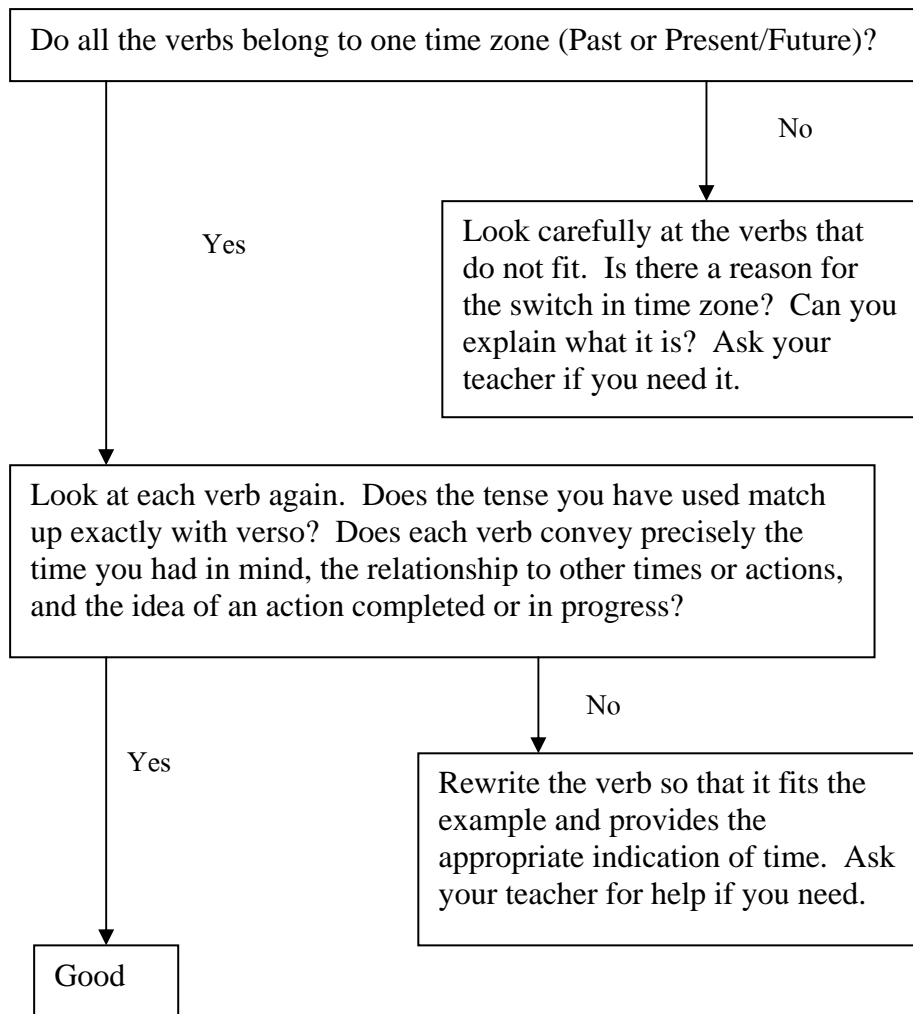 Do all the verbs belong to one time zone (Past or Present/Future)?
No
Yes
Look carefully at the verbs that
do not fit.  Is there a reason for
the switch in time zone?  Can you
explain what it is?  Ask your
teacher if you need it.
Look at each verb again.  Does the tense you have used match
up exactly with verso?  Does each verb convey precisely the
time you had in mind, the relationship to other times or actions,
and the idea of an action completed or in progress?
No
Yes
Rewrite the verb so that it fits the
example and provides the
appropriate indication of time.  Ask
your teacher for help if you need.
Good